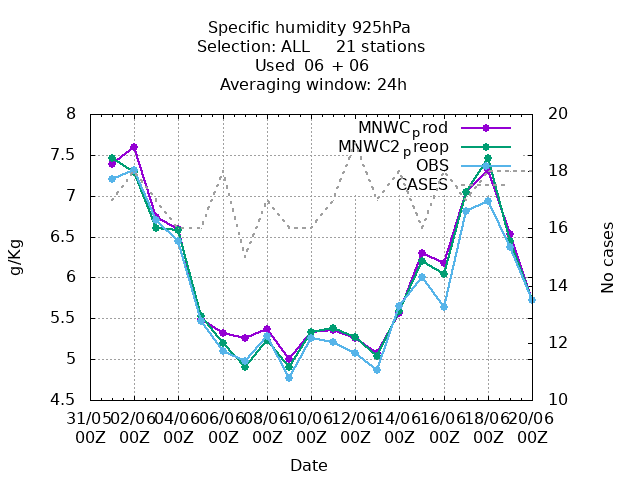 Specific humidity 925hPa
Selection: ALL 21 stations
Used 06 + 06
Averaging window: 24h
8
7.5
7
6.5
6
5.5
5
4.5
20
18
16
14
12
10
g/Kg
No cases
MNWCprod
MNWC2preop
OBS
CASES
31/05 02/06 04/06 06/06 08/06 10/06 12/06 14/06 16/06 18/06 20/06
00Z 00Z 00Z 00Z 00Z 00Z 00Z 00Z 00Z 00Z 00Z
Date